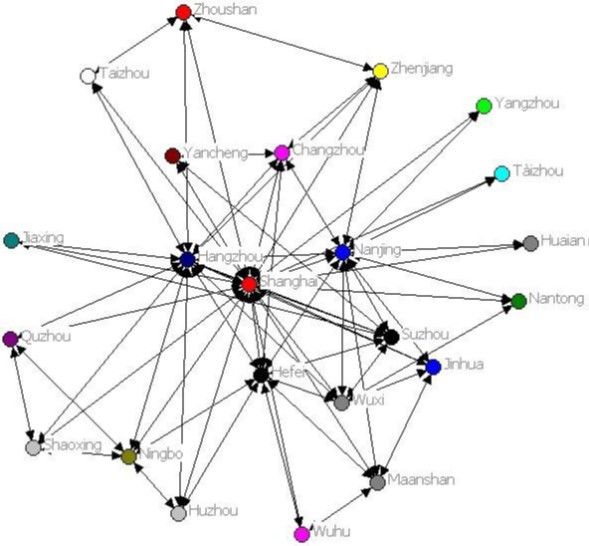 Zhoushan
Taizhou
Zhenjiang
Yangzhou
Yancheng
Changzhou
Tàizhou
Jiaxing
Hangzhou
Nanjing
Huaian
Shanghai
Nantong
Quzhou
Suzhou
Jinhua
Hefei
Wuxi
Shaoxing
Ningbo
Maanshan
Huzhou
Wuhu